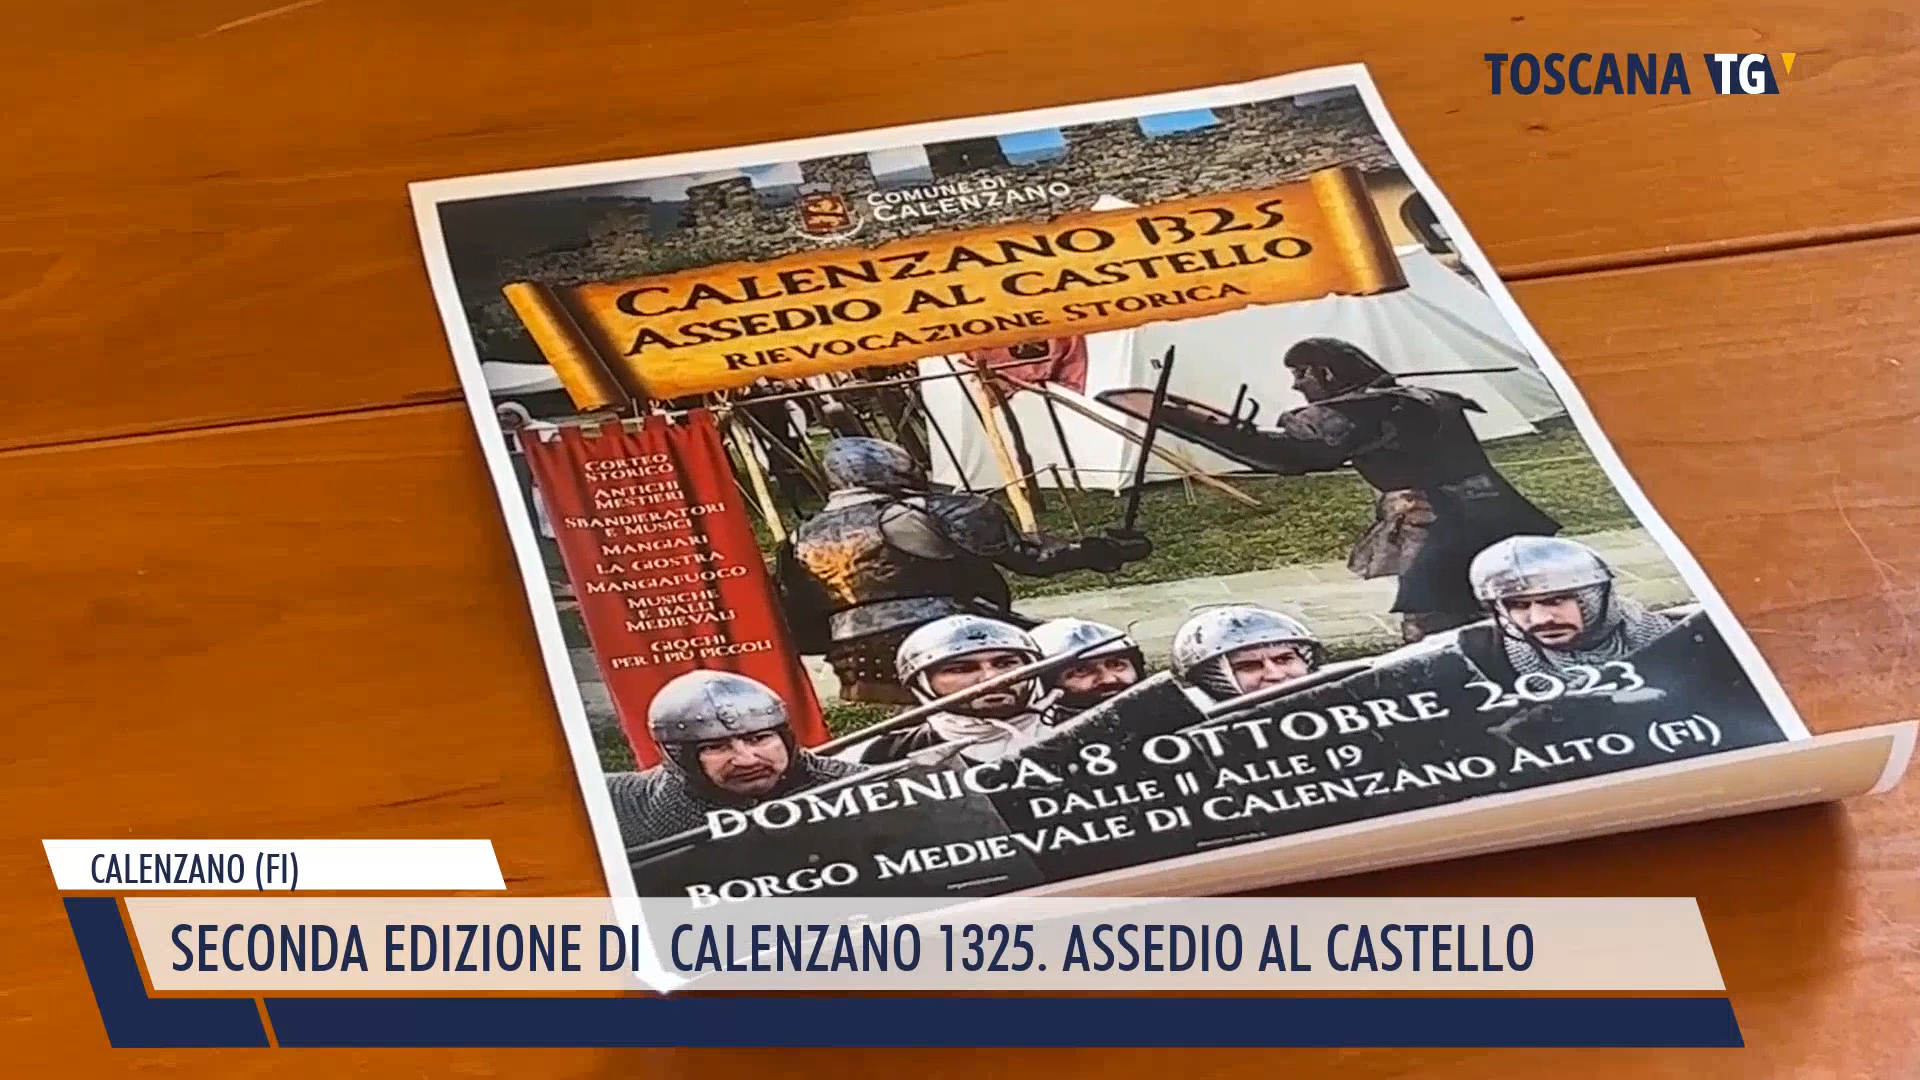 TOSCANA TG
COMUNE DI
CALENZANO
CALENZANO 1325
ASSEDIO AL CASTELLO
RIEVOCAZIONE STORICA
CORTEO
STORICO
ANTICHI
MESTIERI
SBANDIERATORI
E MUSICI
MANGIARI
LA GIOSTRA
MANGIAFUOCO
MUSICHE
E BALLI
MEDIEVALI
GIOCHI
PER I PIÙ PICCOLI
DOMENICA 8 OTTOBRE 2023
DALLE 11 ALLE 19
BORGO MEDIEVALE DI CALENZANO ALTO (FI)
CALENZANO (FI)
SECONDA EDIZIONE DI CALENZANO 1325. ASSEDIO AL CASTELLO